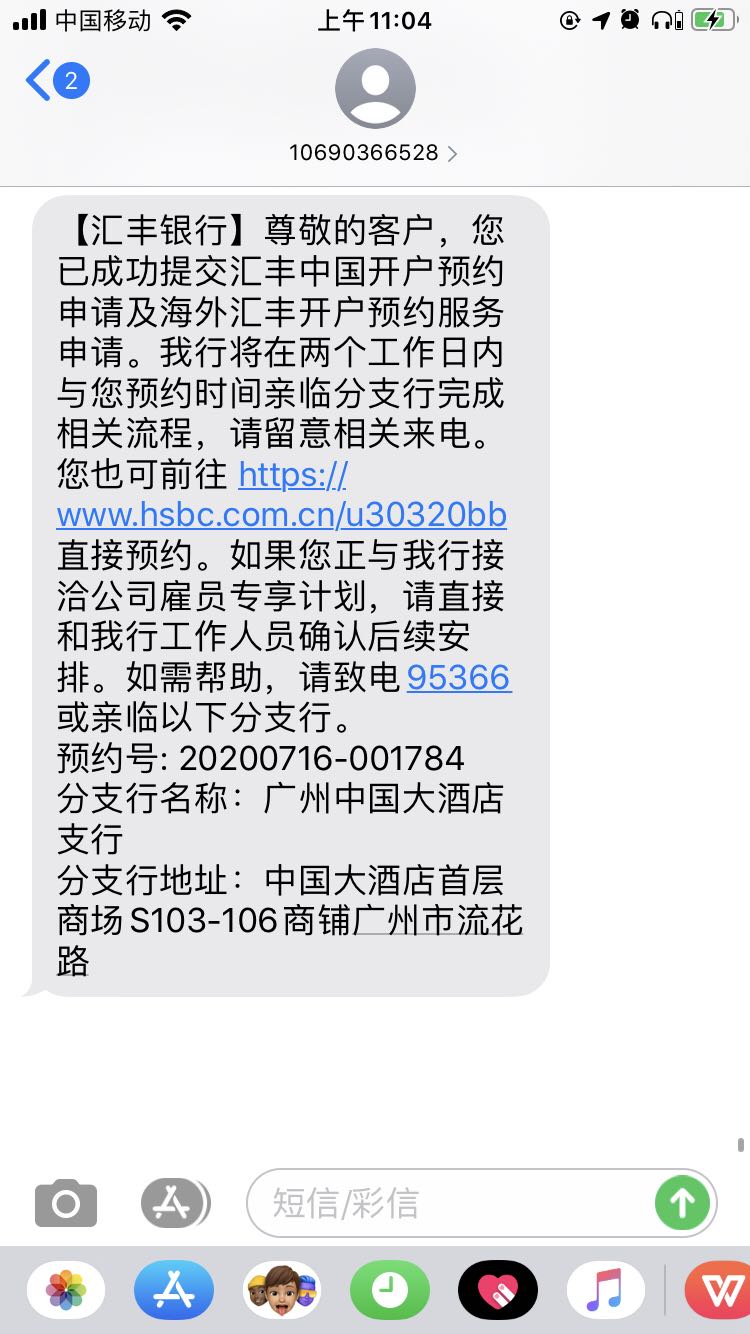 中国移动 上午11:04
2
10690366528
【汇丰银行】尊敬的客户，您
已成功提交汇丰中国开户预约
申请及海外汇丰开户预约服务
申请。我行将在两个工作日内
与您预约时间亲临分支行完成
相关流程，请留意相关来电。
您也可前往 https://
www.hsbc.com.cn/u30320bb
直接预约。如果您正与我行接
洽公司雇员专享计划，请直接
和我行工作人员确认后续安
排。如需帮助，请致电95366
或亲临以下分支行。
预约号: 20200716-001784
分支行名称：广州中国大酒店
支行
分支行地址：中国大酒店首层
商场S103-106商铺广州市流花
路
短信/彩信